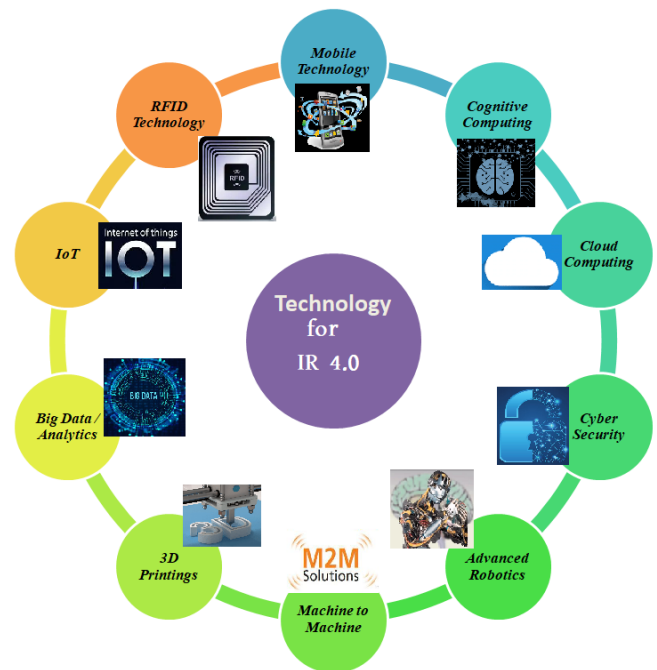 Mobile
Technology
Cognitive
Computing
Cloud
Computing
Cyber
Security
Advanced
Robotics
M2M
Solutions
Machine to
Machine
3D
Printings
Big Data /
Analytics
BIG DATA
IoT
Internet of things
IOT
RFID
Technology
RFID
Technology
for
IR 4.0